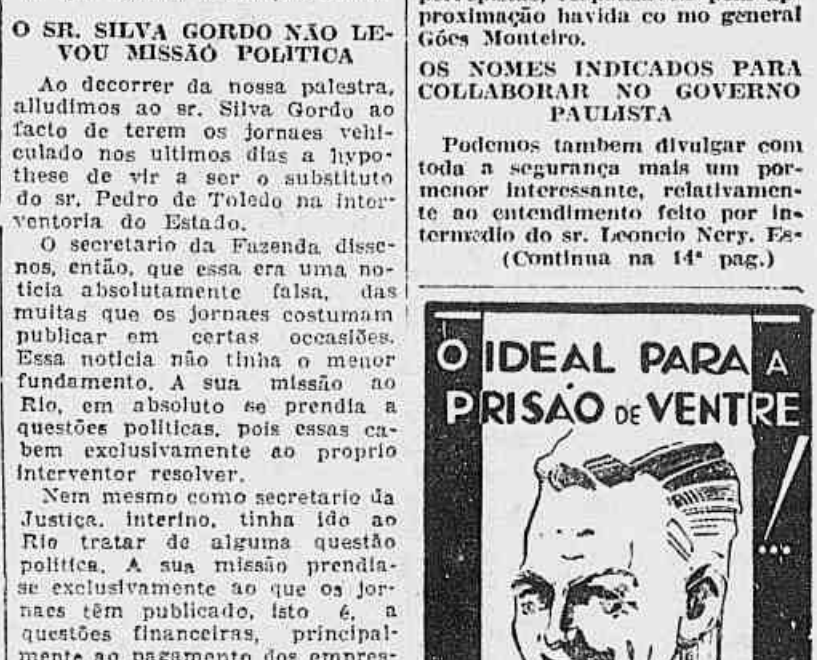 O SR. SILVA GORDO NÃO LE-
VOU MISSÃO POLITICA
Ao decorrer da nossa palestra,
alludimos ao sr. Silva Gordo ao
facto de terem os jornaes vehi-
culado nos ultimos dias a hypo-
these de vir a ser o substituto
do sr. Pedro de Toledo na inter-
ventoria do Estado.
O secretario da Fazenda disse-
nos, então, que essa era uma no-
ticia absolutamente falsa, das
muitas que os jornaes costumam
publicar em certas occasiões.
Essa noticia não tinha o menor
fundamento. A sua missão ao
Rio, em absoluto se prendia a
questões politicas, pois essas ca-
bem exclusivamente ao proprio
interventor resolver.
Nem mesmo como secretario da
Justiça, interino, tinha ido ao
Rio tratar de alguma questão
politica. A sua missão prendia-
se exclusivamente ao que os jor-
naes têm publicado, isto é, a
questões financeiras, principal-
mente ao pagamento dos empres-
proximação havida co mo general
Góes Monteiro.
OS NOMES INDICADOS PARA
COLLABORAR NO GOVERNO
PAULISTA
Podemos tambem divulgar com
toda a segurança mais um por-
menor interessante, relativamen-
te ao entendimento feito por in-
termedio do sr. Leoncio Nery. Es-
(Continua na 14ª pag.)
O IDEAL PARA A
PRISÃO DE VENTRE
! ...